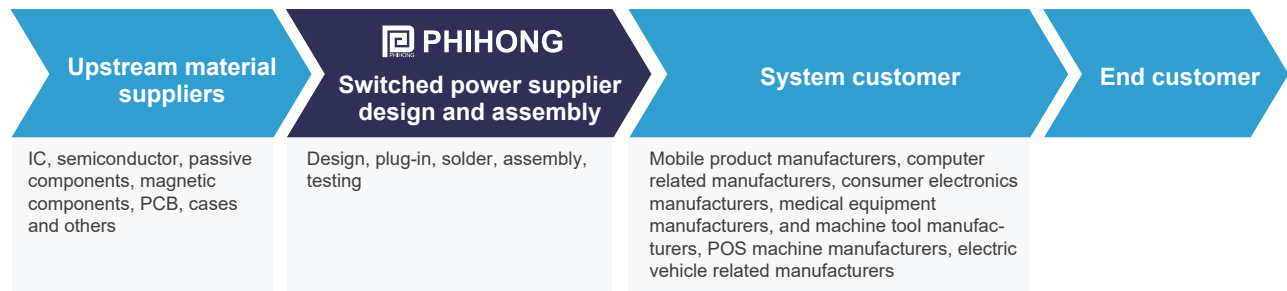 Upstream material
suppliers
IC, semiconductor, passive
components, magnetic
components, PCB, cases
and others
PHIHONG
PHIHONG
Switched power supplier
design and assembly
Design, plug-in, solder, assembly,
testing
System customer
Mobile product manufacturers, computer
related manufacturers, consumer electronics
manufacturers, medical equipment
manufacturers, and machine tool manufac-
turers, POS machine manufacturers, electric
vehicle related manufacturers
End customer